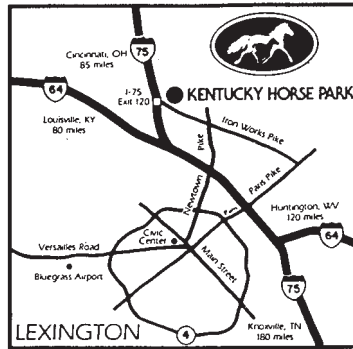 75
Cincinnati, OH
85 miles
64
I-75
Exit 120
KENTUCKY HORSE PARK
Louisville, KY
80 miles
Iron Works Pike
Newtown Pike
Paris Pike
Huntington, WV
120 miles
64
Civic
Center
Versailles Road
Main Street
Bluegrass Airport
75
LEXINGTON
4
Knoxville, TN
180 miles